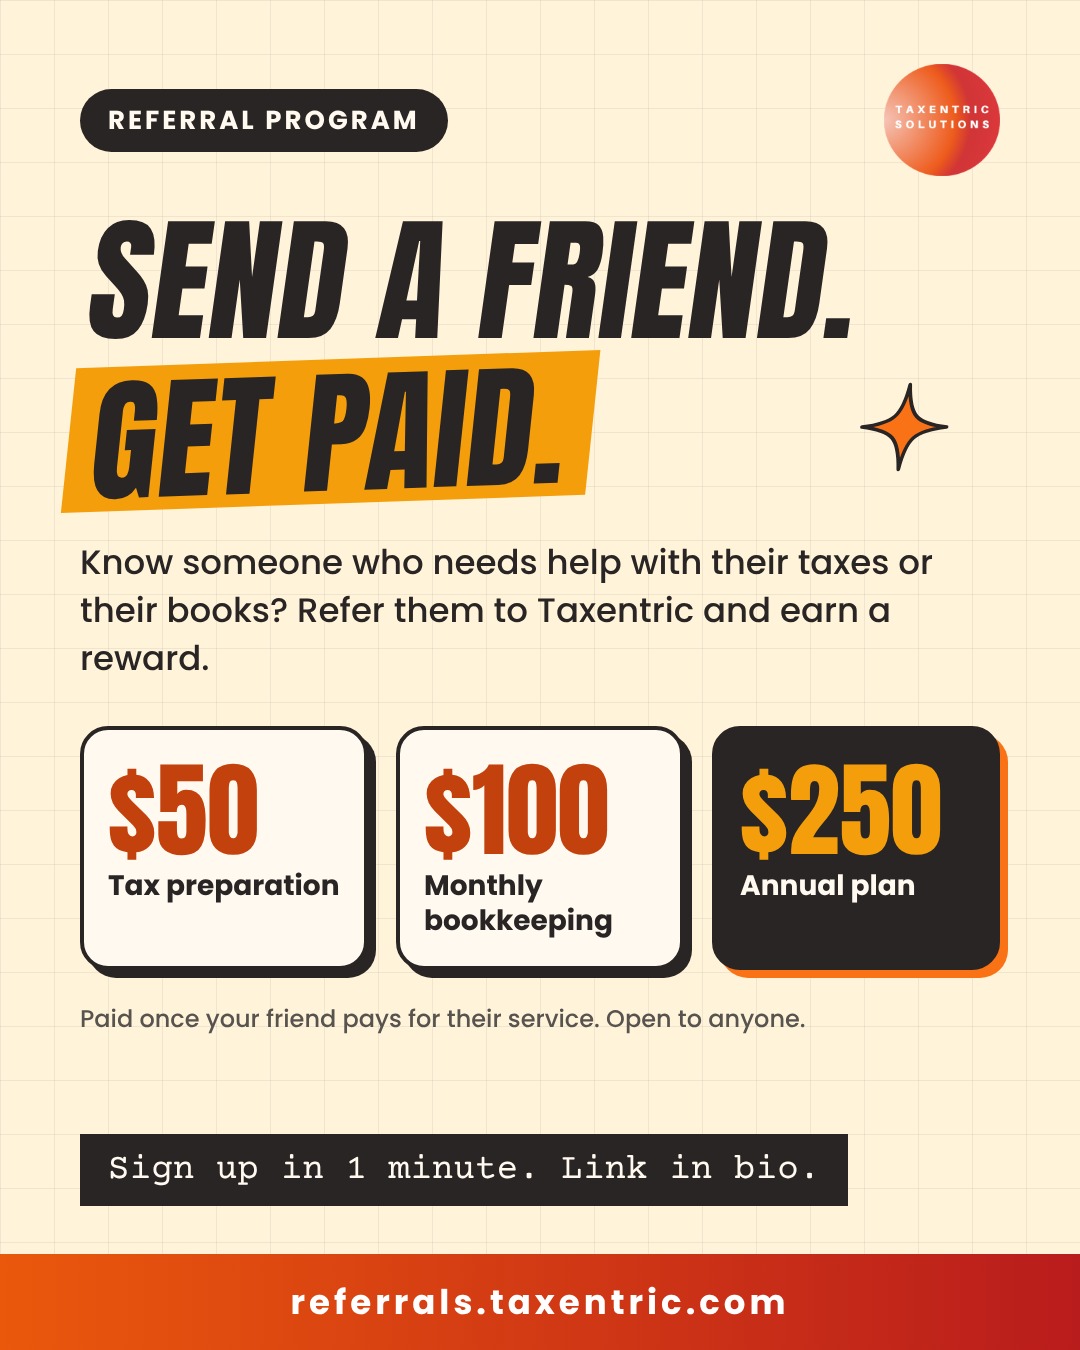 REFERRAL PROGRAM
TAXENTRIC
SOLUTIONS
SEND A FRIEND.
GET PAID.
Know someone who needs help with their taxes or
their books? Refer them to Taxentric and earn a
reward.
$50
Tax preparation
$100
Monthly
bookkeeping
$250
Annual plan
Paid once your friend pays for their service. Open to anyone.
Sign up in 1 minute. Link in bio.
referrals.taxentric.com